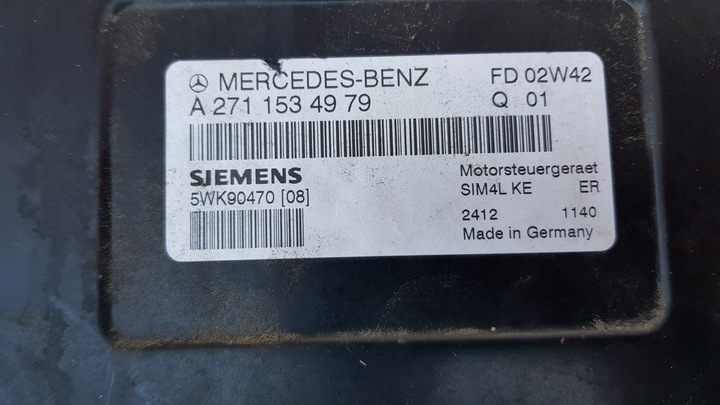 MERCEDES-BENZ FD 02W42
A 271 153 49 79 Q 01
SIEMENS Motorsteuergeraet
5WK90470 [08] SIM4L KE ER
2412 1140
Made in Germany